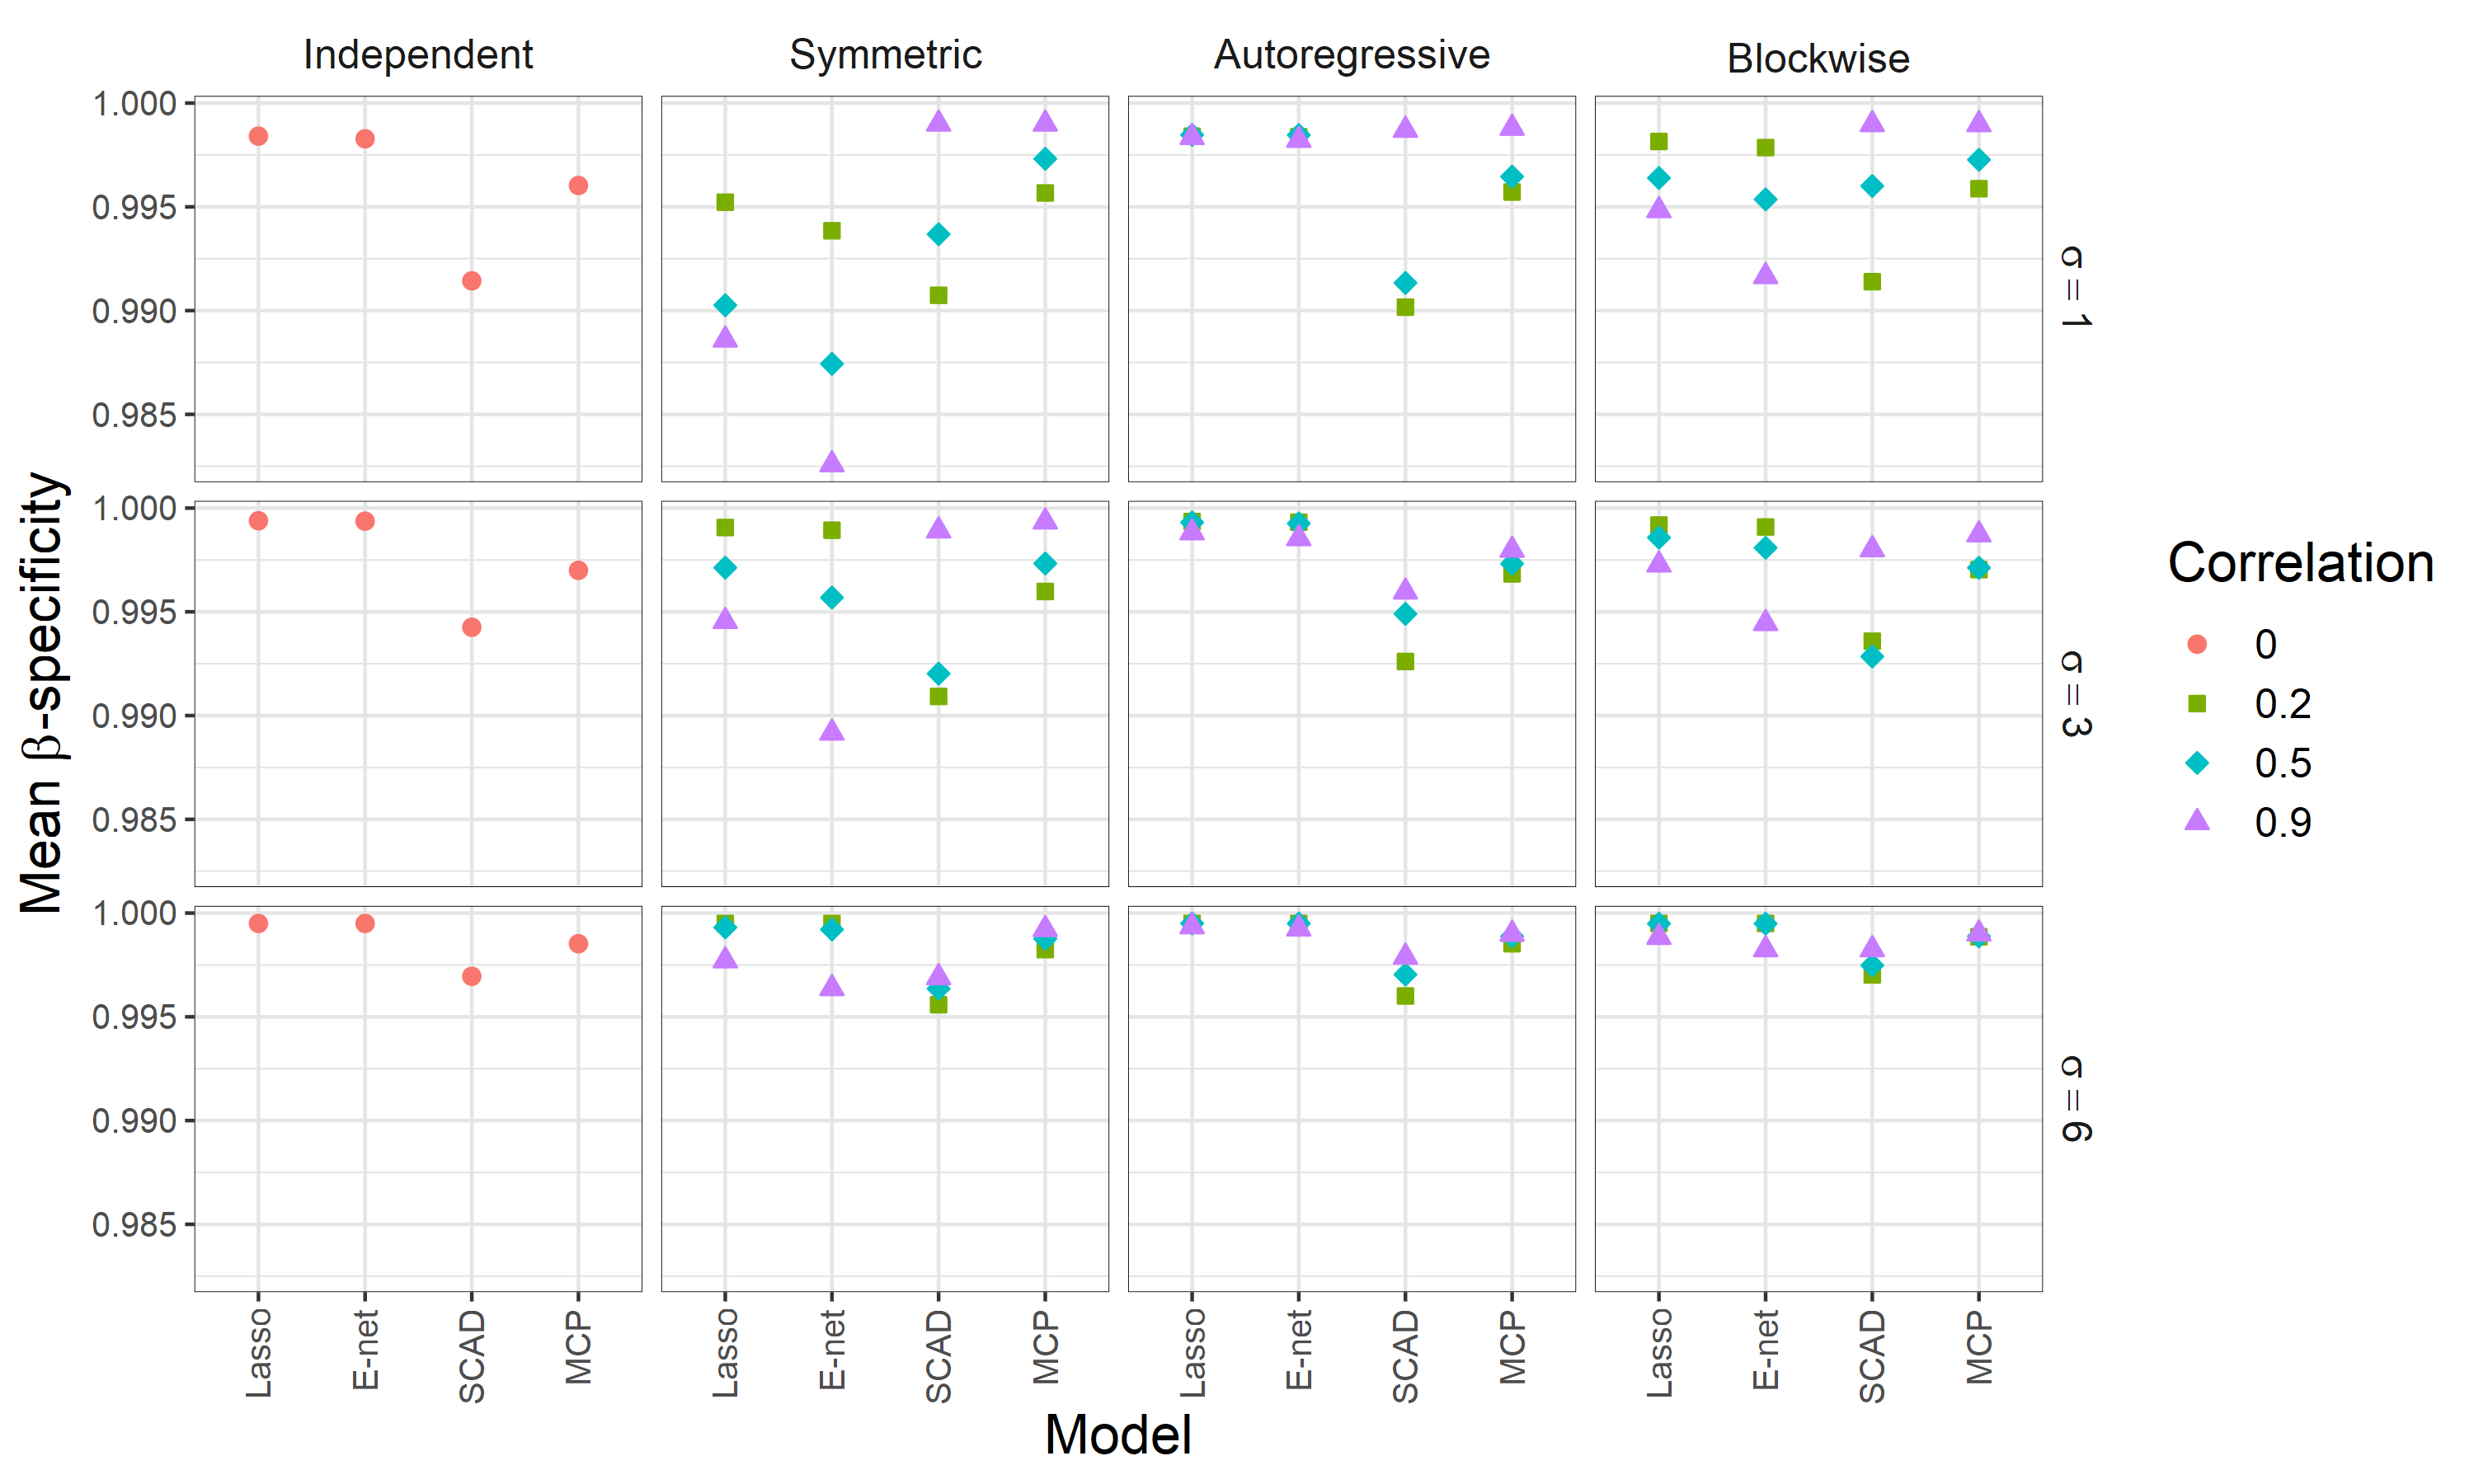 Independent
Symmetric
Autoregressive
Blockwise
1.000
0.995
0.990
0.985
σ = 1
1.000
0.995
0.990
0.985
σ = 3
1.000
0.995
0.990
0.985
σ = 6
Mean β-specificity
Lasso
E-net
SCAD
MCP
Lasso
E-net
SCAD
MCP
Lasso
E-net
SCAD
MCP
Lasso
E-net
SCAD
MCP
Model
Correlation
0
0.2
0.5
0.9